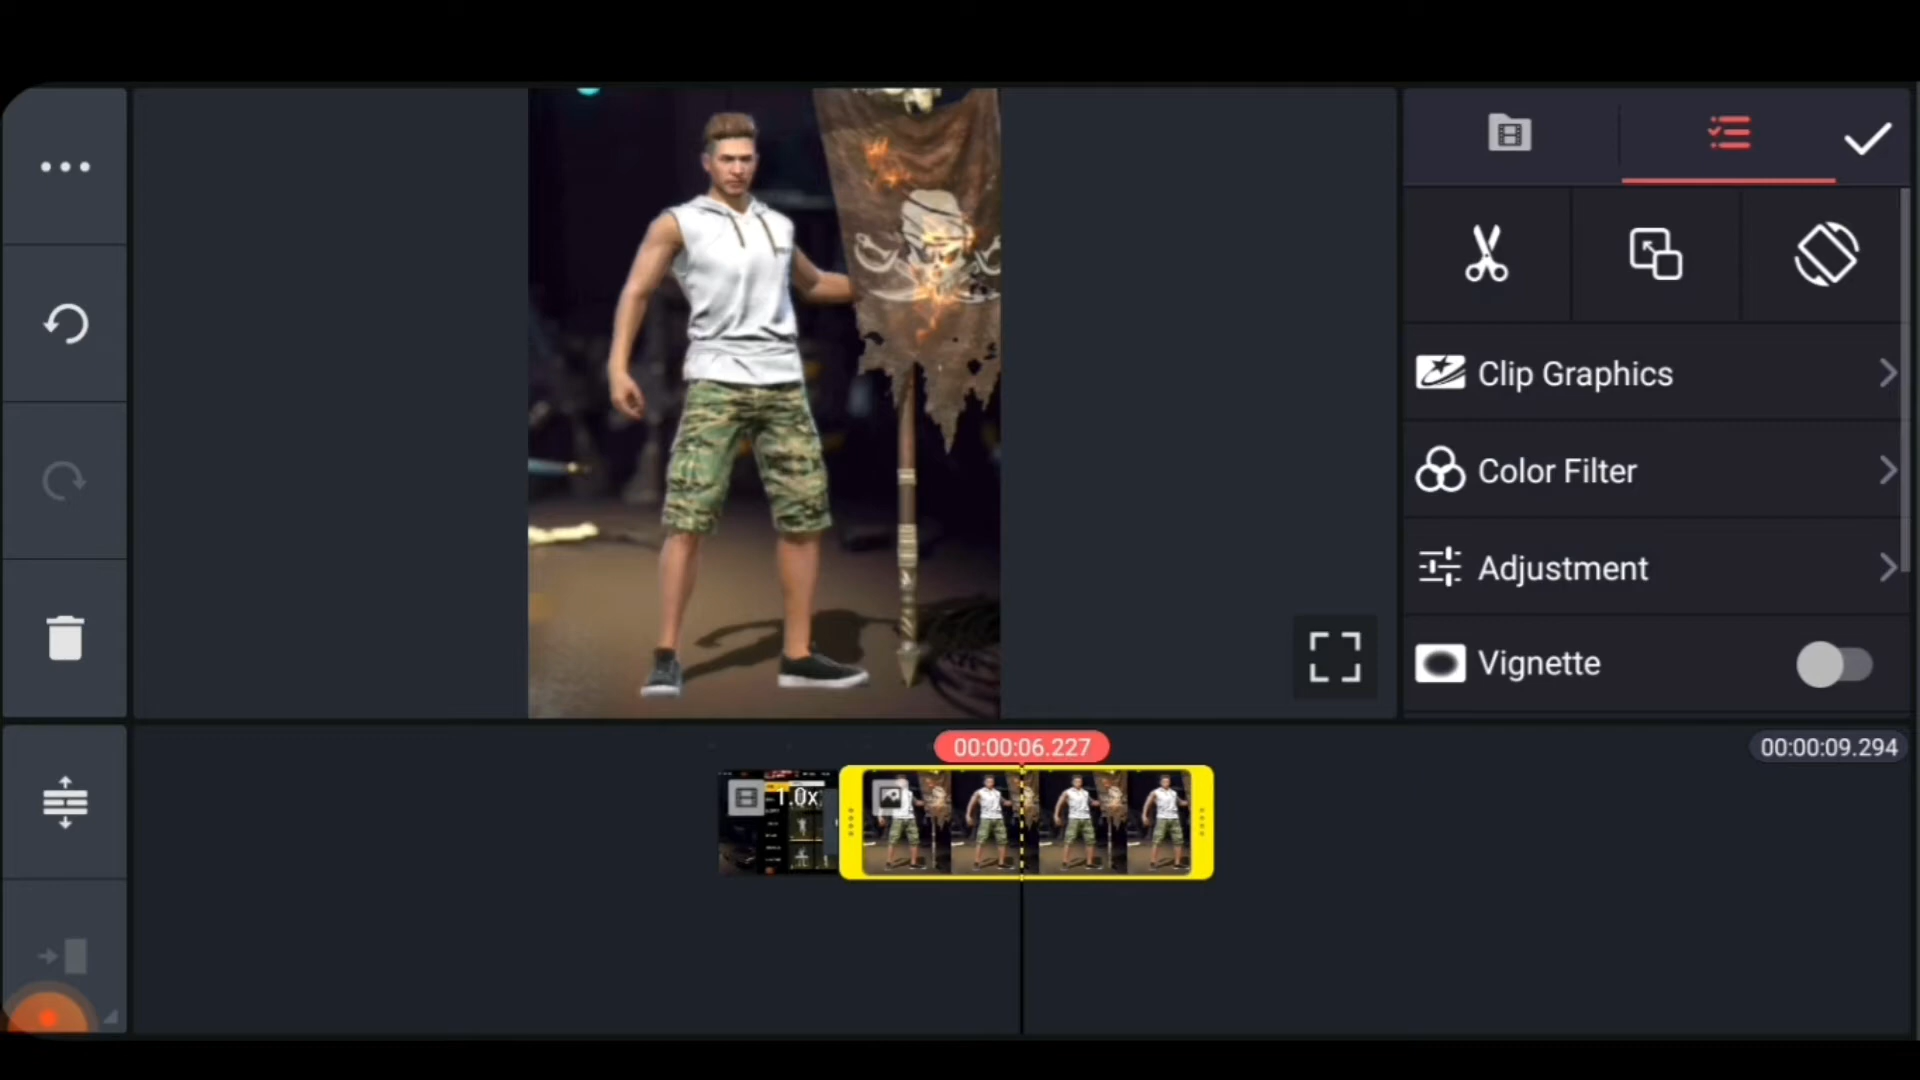 Clip Graphics
Color Filter
Adjustment
Vignette
00:00:06.227
00:00:09.294
1.0x